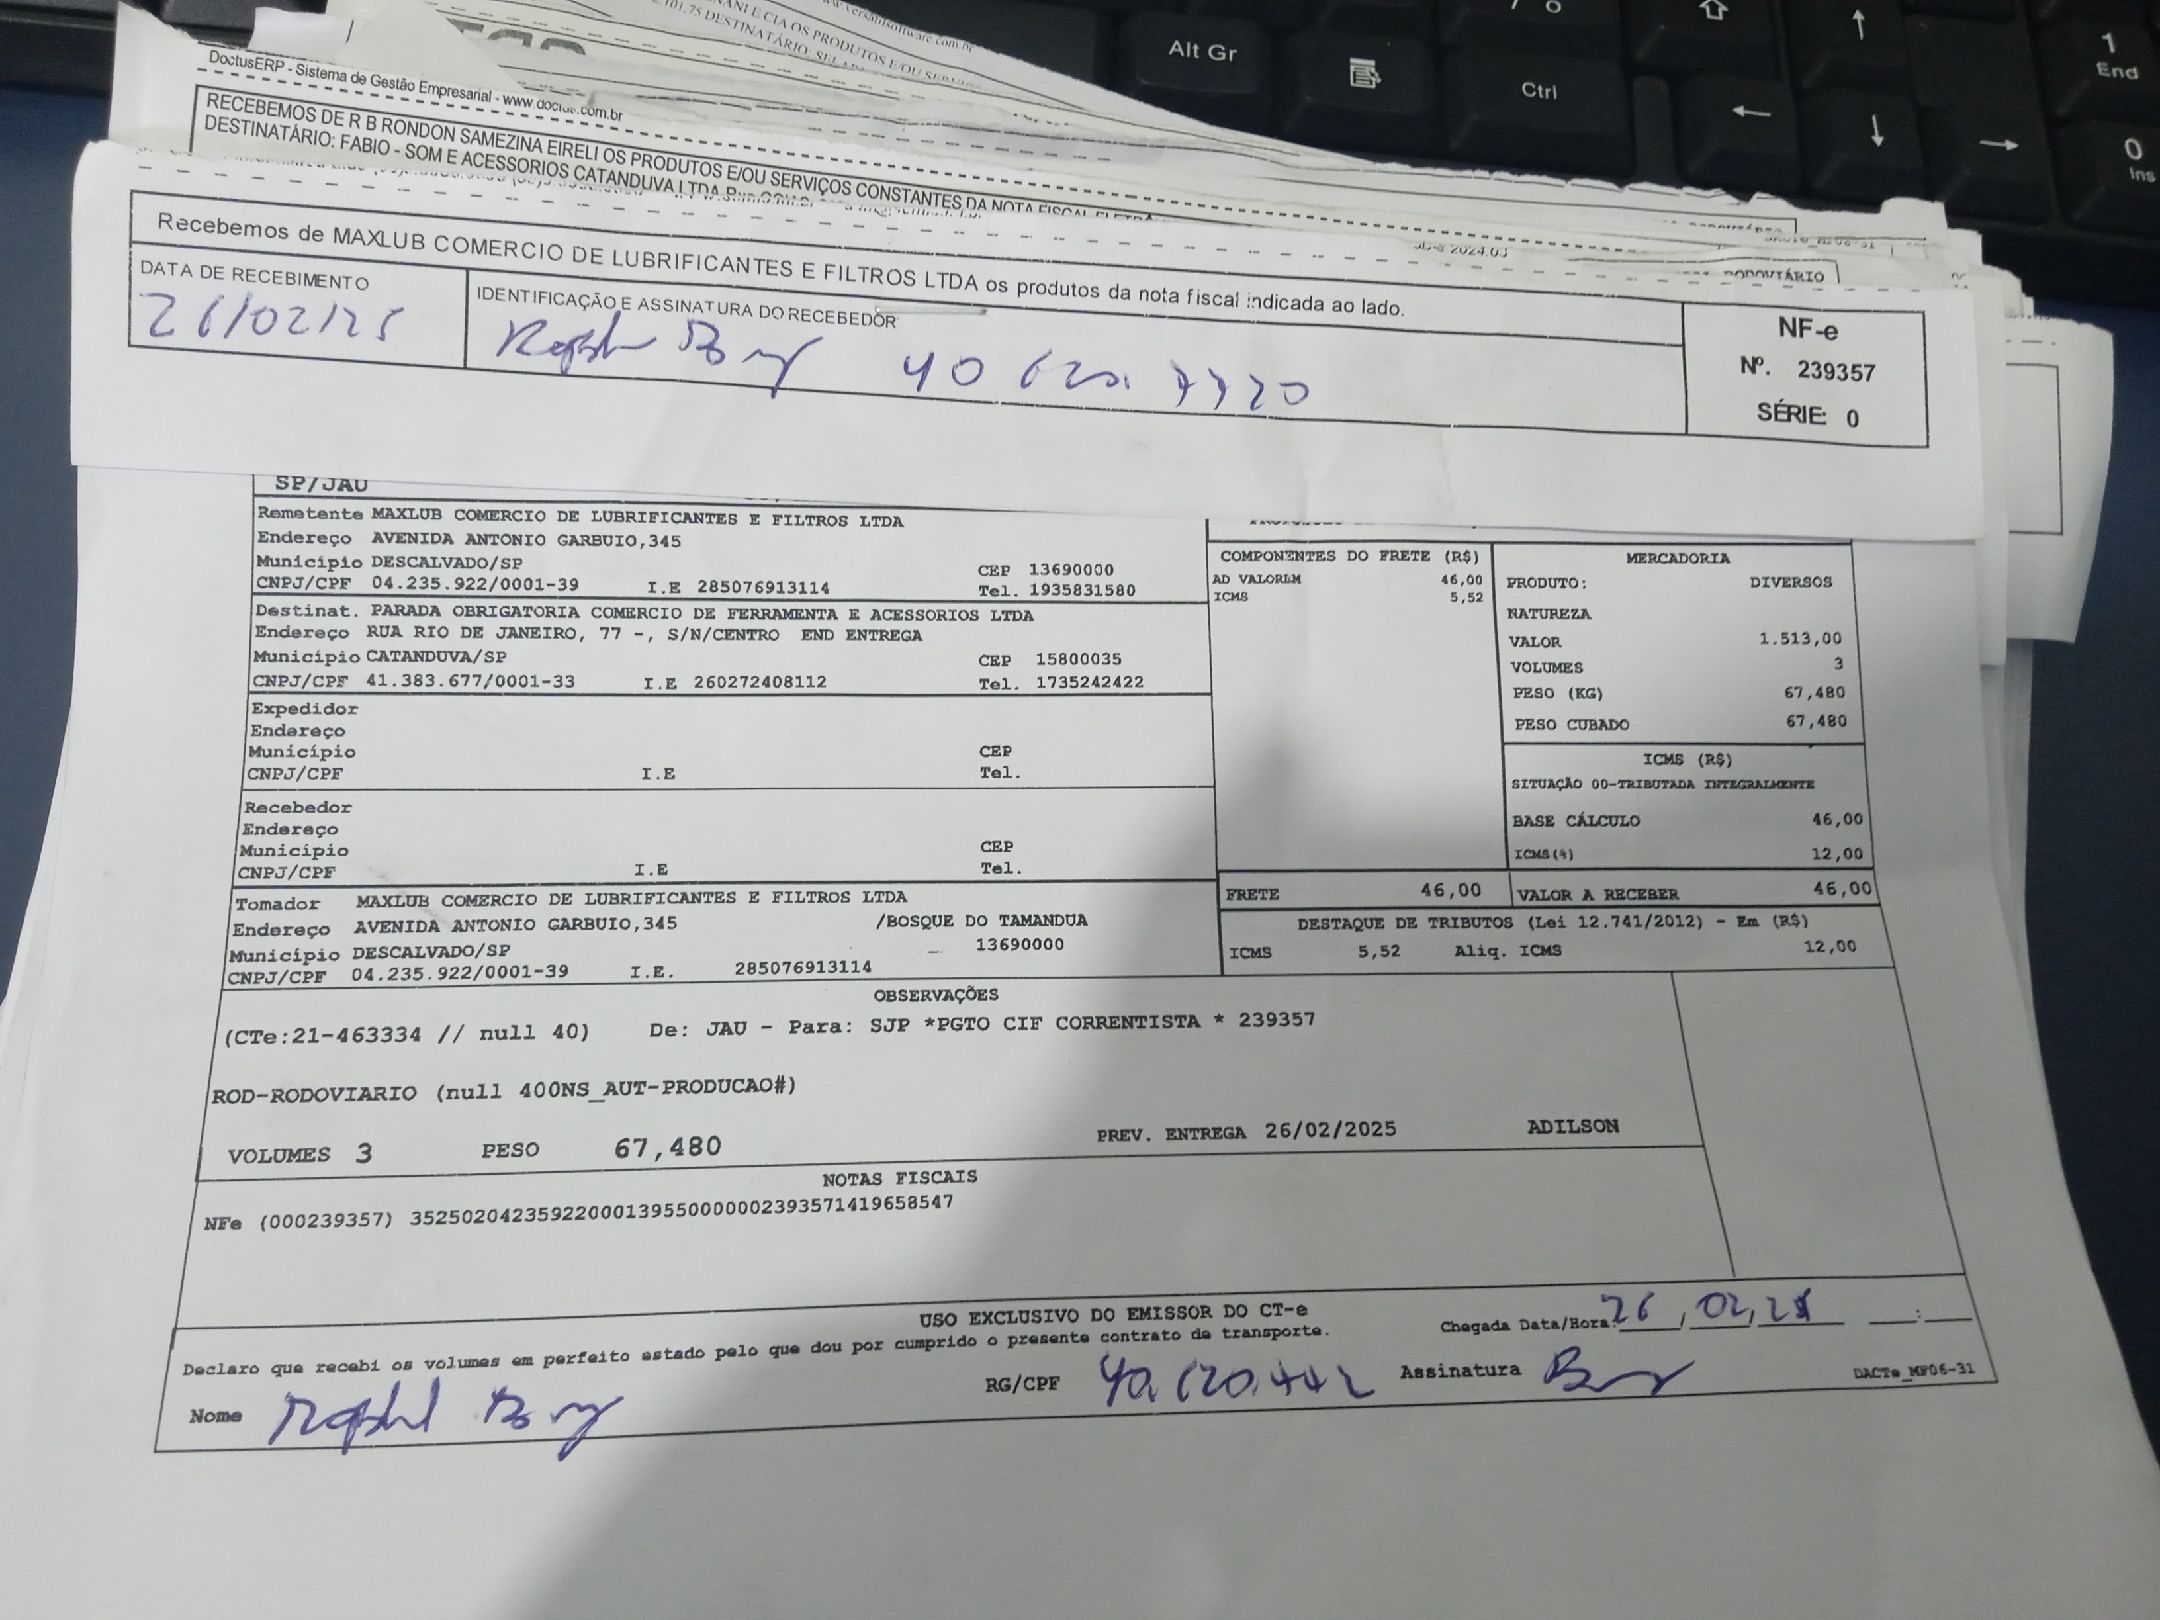 Alt Gr
Ctrl
1
End
0
Ins
www.versatilsoftware.com.br
CIA OS PRODUTOS E/OU
DESTINATÁRIO:
DoctusERP - Sistema de Gestão Empresarial - www.doctus.com.br
RECEBEMOS DE R B RONDON SAMEZINA EIRELI OS PRODUTOS E/OU SERVIÇOS CONSTANTES DA NOTA FISCAL
DESTINATÁRIO: FABIO - SOM E ACESSORIOS CATANDUVA LTDA
RODOVIÁRIO
Recebemos de MAXLUB COMERCIO DE LUBRIFICANTES E FILTROS LTDA os produtos da nota fiscal indicada ao lado.
DATA DE RECEBIMENTO
26/02/25
IDENTIFICAÇÃO E ASSINATURA DO RECEBEDOR
NF-e
Nº. 239357
SÉRIE: 0
SP/JAU
Remetente MAXLUB COMERCIO DE LUBRIFICANTES E FILTROS LTDA
Endereço AVENIDA ANTONIO GARBUIO,345
Município DESCALVADO/SP CEP 13690000
CNPJ/CPF 04.235.922/0001-39 I.E 285076913114 Tel. 1935831580
Destinat. PARADA OBRIGATORIA COMERCIO DE FERRAMENTA E ACESSORIOS LTDA
Endereço RUA RIO DE JANEIRO, 77 -, S/N/CENTRO END ENTREGA
Município CATANDUVA/SP CEP 15800035
CNPJ/CPF 41.383.677/0001-33 I.E 260272408112 Tel. 1735242422
Expedidor
Endereço
Município CEP
CNPJ/CPF I.E Tel.
Recebedor
Endereço
Município CEP
CNPJ/CPF I.E Tel.
Tomador MAXLUB COMERCIO DE LUBRIFICANTES E FILTROS LTDA
Endereço AVENIDA ANTONIO GARBUIO,345 /BOSQUE DO TAMANDUA
Município DESCALVADO/SP 13690000
CNPJ/CPF 04.235.922/0001-39 I.E. 285076913114
COMPONENTES DO FRETE (R$)
AD VALOREM 46,00
ICMS 5,52
MERCADORIA
PRODUTO: DIVERSOS
NATUREZA
VALOR 1.513,00
VOLUMES 3
PESO (KG) 67,480
PESO CUBADO 67,480
ICMS (R$)
SITUAÇÃO 00-TRIBUTADA INTEGRALMENTE
BASE CÁLCULO 46,00
ICMS(%) 12,00
FRETE 46,00 VALOR A RECEBER 46,00
DESTAQUE DE TRIBUTOS (Lei 12.741/2012) - Em (R$)
ICMS 5,52 Aliq. ICMS 12,00
OBSERVAÇÕES
(CTe:21-463334 // null 40) De: JAU - Para: SJP *PGTO CIF CORRENTISTA * 239357
ROD-RODOVIARIO (null 400NS_AUT-PRODUCAO#)
VOLUMES 3 PESO 67,480 PREV. ENTREGA 26/02/2025 ADILSON
NOTAS FISCAIS
NFe (000239357) 35250204235922000139550000002393571419658547
USO EXCLUSIVO DO EMISSOR DO CT-e
Declaro que recebi os volumes em perfeito estado pelo que dou por cumprido o presente contrato de transporte.
Chegada Data/Hora: 26/02/25 :
Nome RG/CPF Assinatura
DACTe_MF06-31